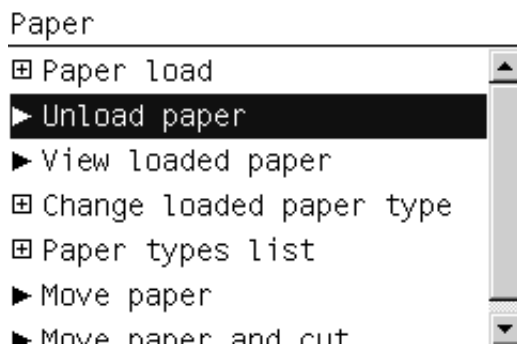 Paper
Paper load
Unload paper
View loaded paper
Change loaded paper type
Paper types list
Move paper
Move paper and cut